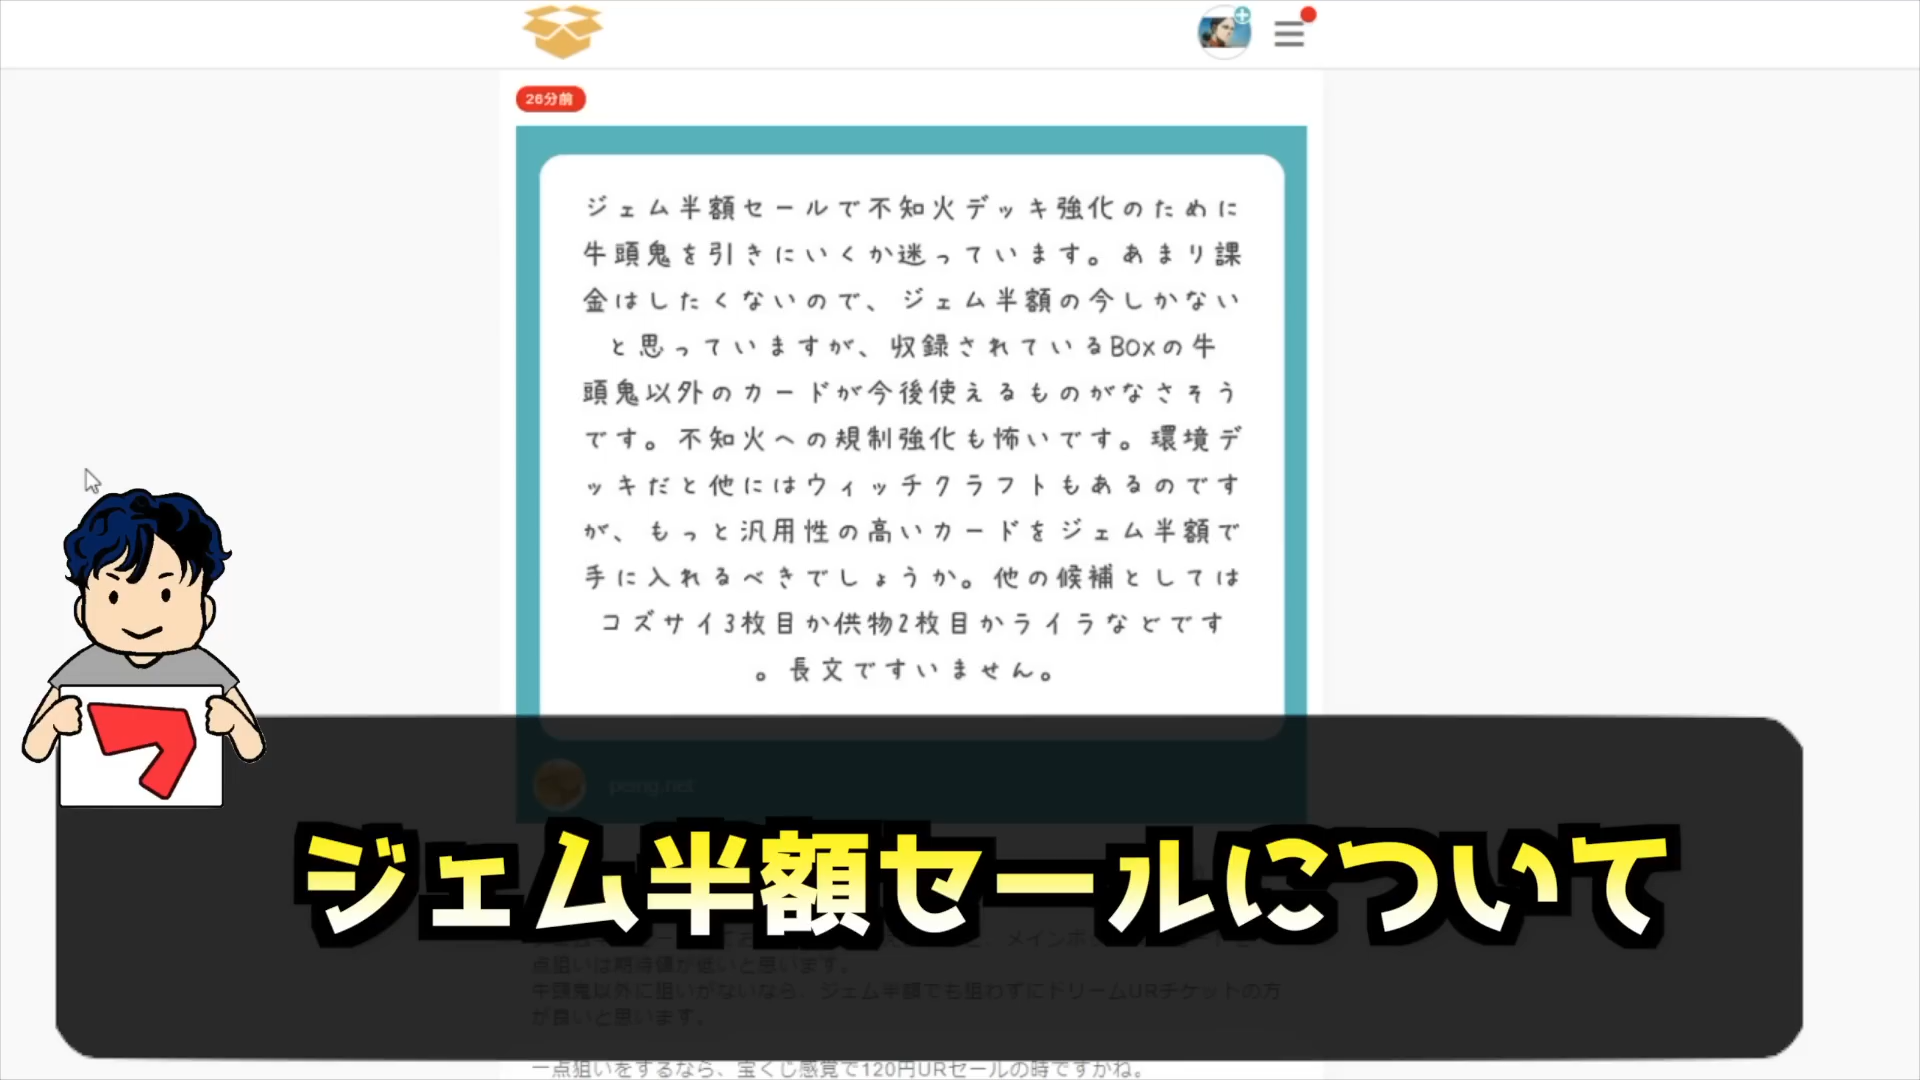 26分前
ジェム半額セールで不知火デッキ強化のために
牛頭鬼を引きにいくか迷っています。あまり課
金はしたくないので、ジェム半額の今しかない
と思っていますが、収録されているBoxの牛
頭鬼以外のカードが今後使えるものがなさそう
です。不知火への規制強化も怖いです。環境デ
ッキだと他にはウィッチクラフトもあるのです
が、もっと汎用性の高いカードをジェム半額で
手に入れるべきでしょうか。他の候補としては
コズサイ3枚目か供物2枚目かライラなどです
。長文ですいません。
peing.net
フ
ジェム半額セールについて
点狙いは期待値が低いと思います。
牛頭鬼以外に狙いがないなら、ジェム半額でも狙わずにドリームURチケットの方
が良いと思います。
一点狙いをするなら、宝くじ感覚で120円URセールの時ですかね。